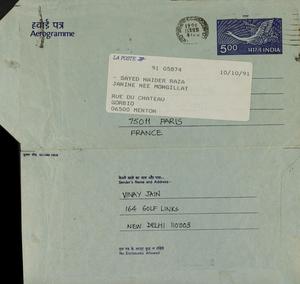 हवाई पत्र
Aerogramme
LA POSTE
91 05874
10/10/91
- SAYED HAIDER RAZA
JANINE NEE MONGILLAT
RUE DU CHATEAU
GORBIO
06500 MENTON
5.00
भारत INDIA
75011 PARIS
FRANCE
भेजने वाले का नाम और पता:-
Sender's Name and Address:-
VINAY JAIN
164 GOLF LINKS
NEW DELHI 110003
इस पत्र के अन्दर कुछ न रखिये
No Enclosures Allowed